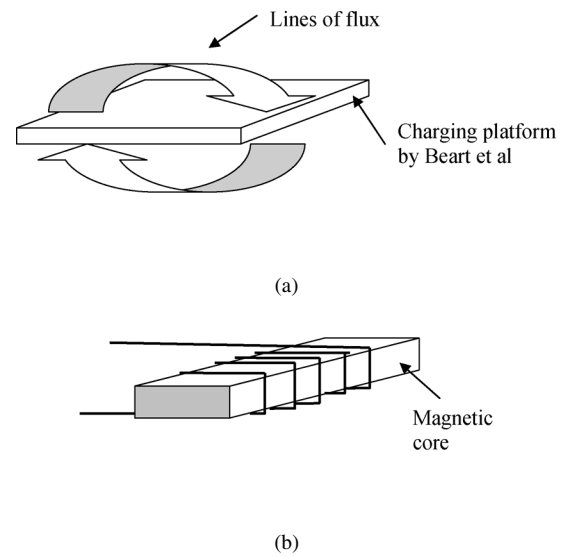 Lines of flux
Charging platform
by Beart et al
(a)
Magnetic
core
(b)